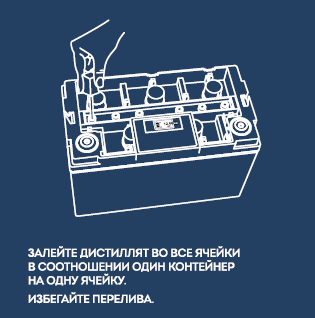 ЗАЛЕЙТЕ ДИСТИЛЛЯТ ВО ВСЕ ЯЧЕЙКИ
В СООТНОШЕНИИ ОДИН КОНТЕЙНЕР
НА ОДНУ ЯЧЕЙКУ.
ИЗБЕГАЙТЕ ПЕРЕЛИВА.